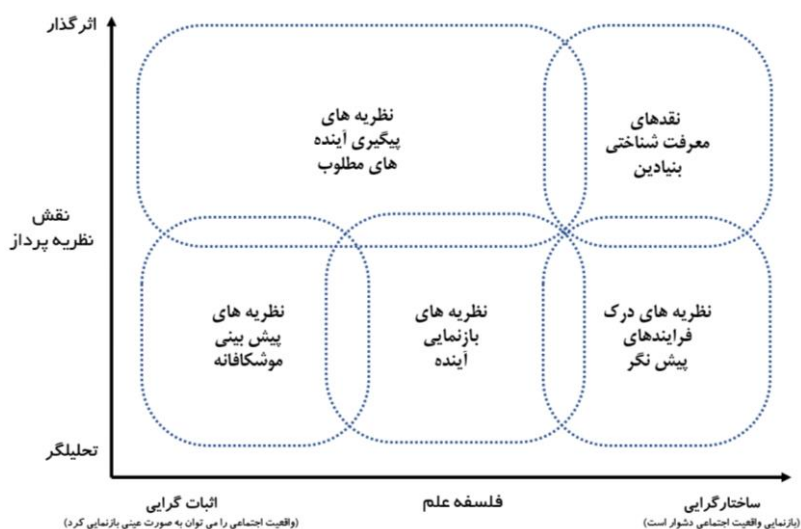 اثرگذار
نظریه های
پیگیری آینده
های مطلوب
نقدهای
معرفت شناختی
بنیادین
نقش
نظریه پرداز
نظریه های درک
فرایندهای
پیش نگر
نظریه های
بازنمایی
آینده
نظریه های
پیش بینی
موشکافانه
تحلیلگر
ساختارگرایی
(بازنمایی واقعیت اجتماعی دشوار است)
فلسفه علم
اثبات گرایی
(واقعیت اجتماعی را می توان به صورت عینی بازنمایی کرد)